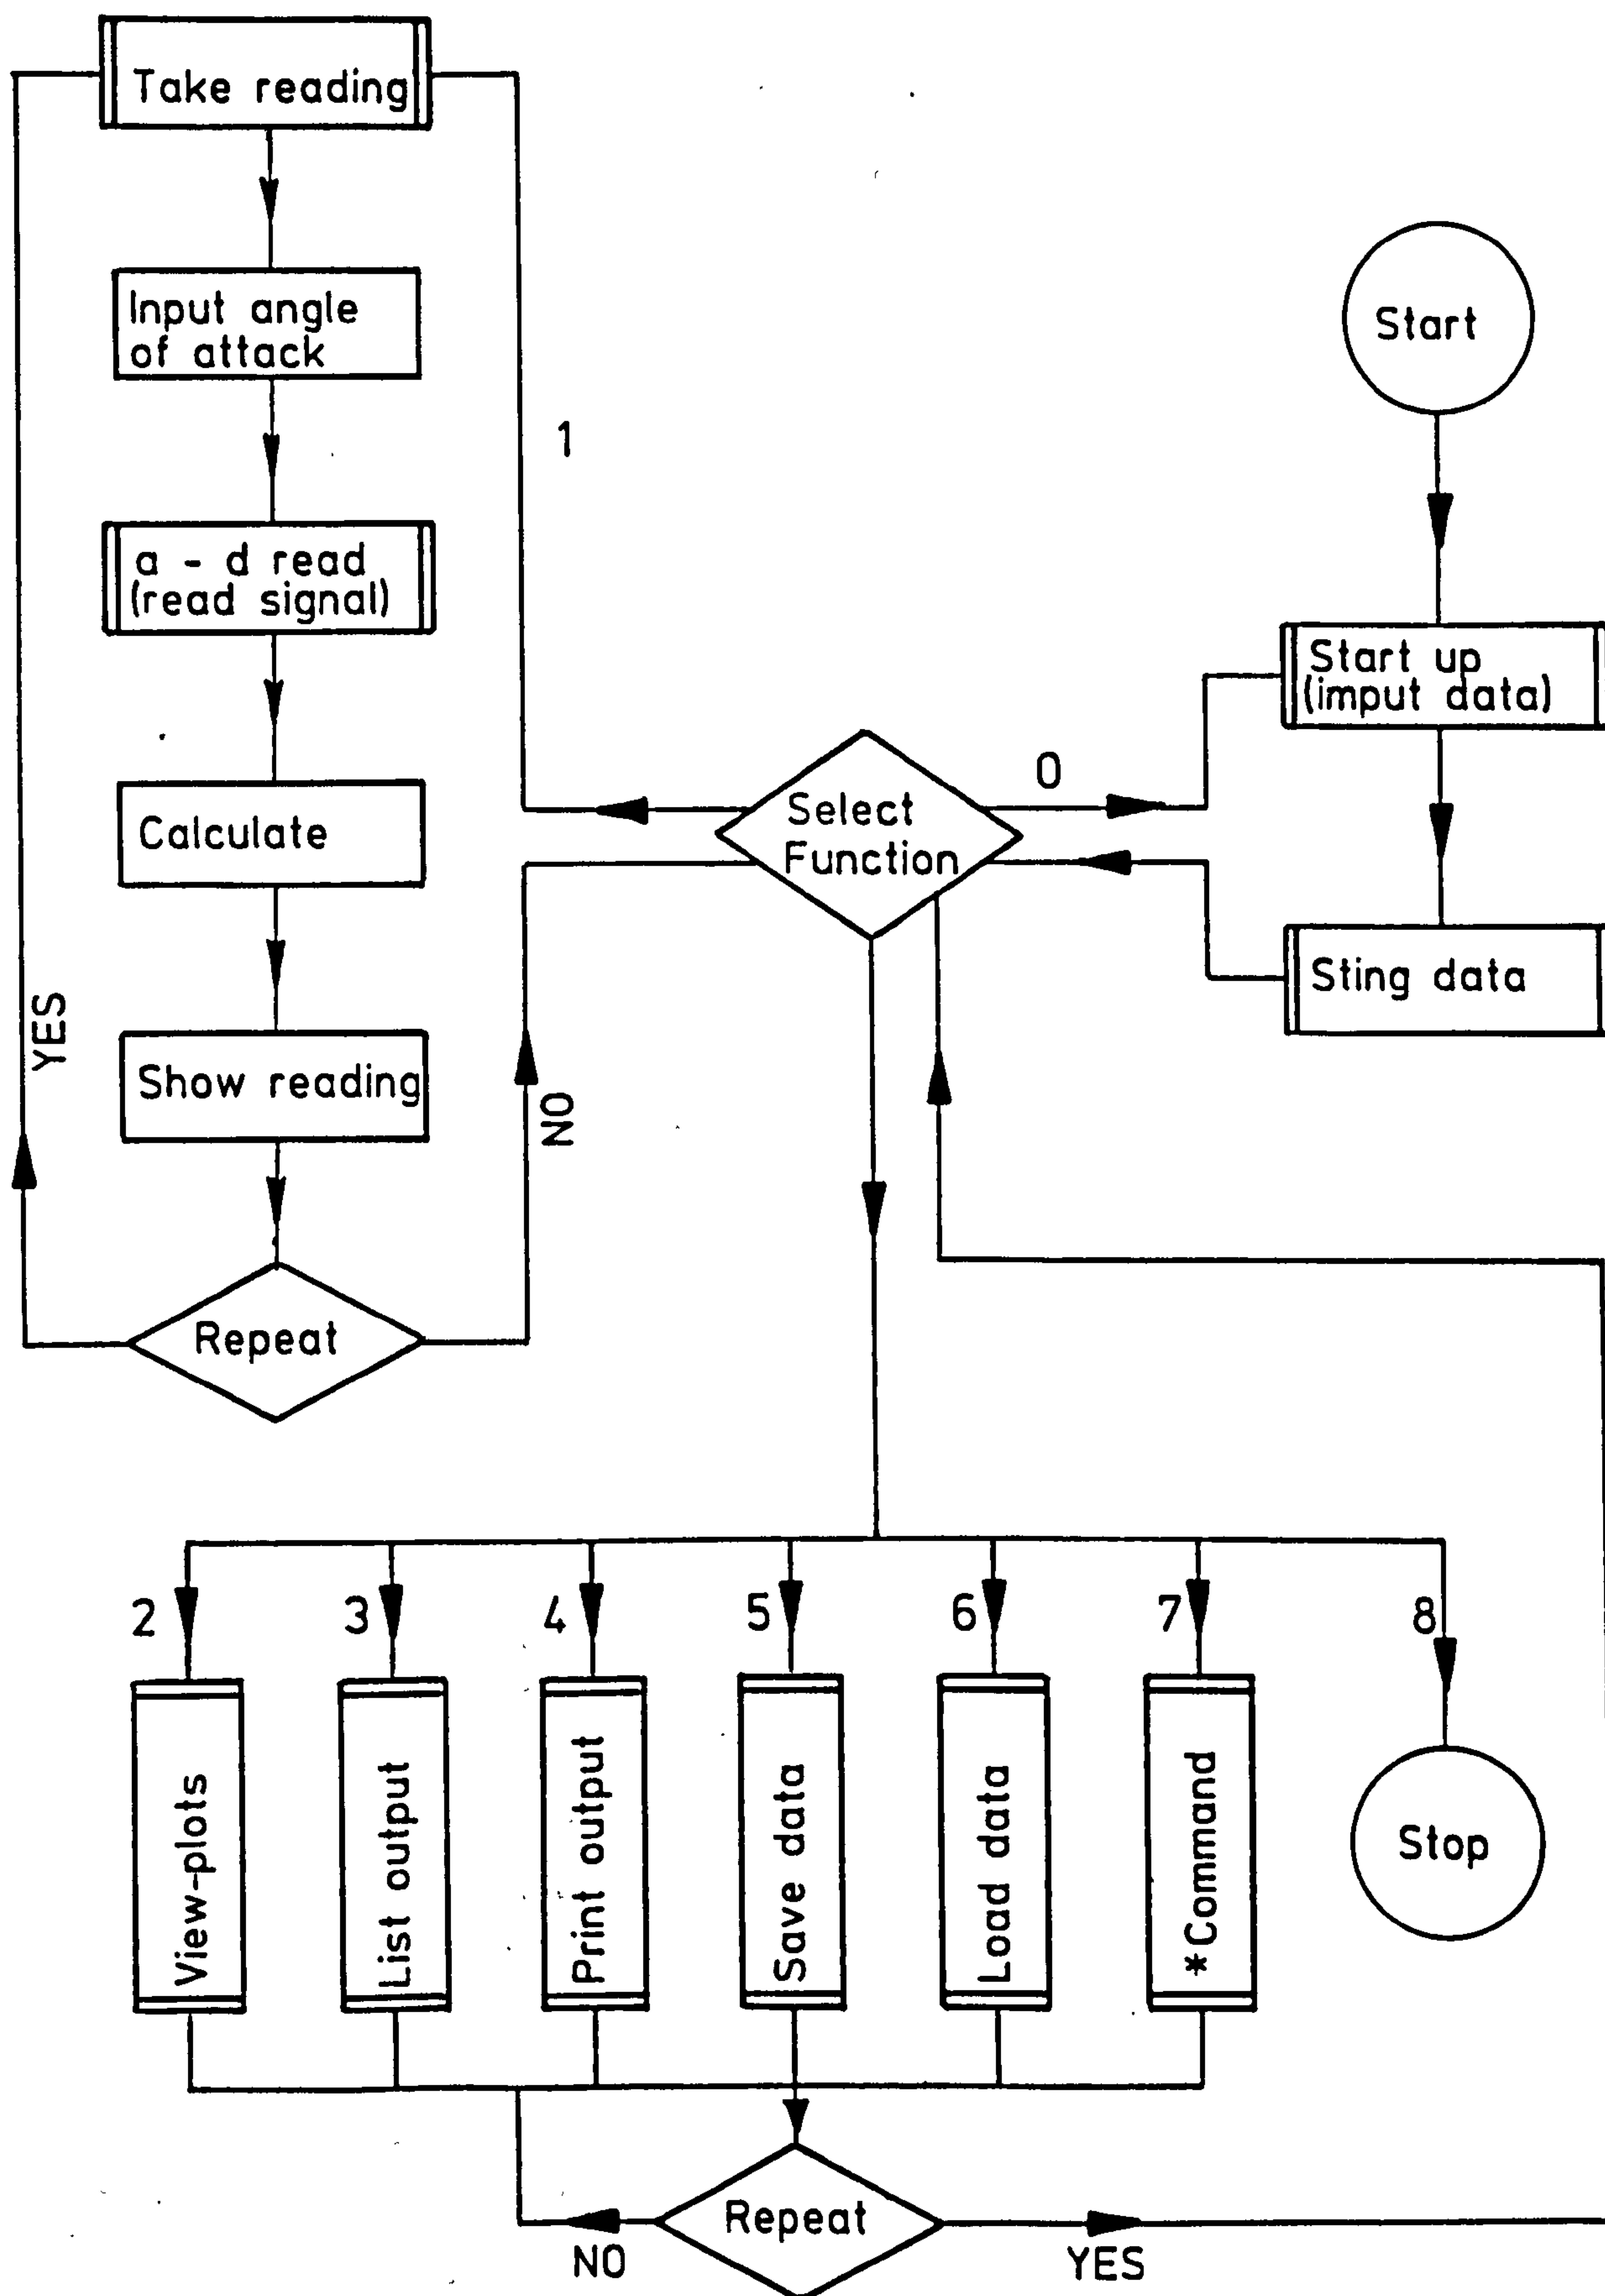 Take reading
Input angle
of attack
a - d read
(read signal)
Calculate
Show reading
Repeat
YES
NO
1
Select
Function
0
Start
Start up
(imput data)
Sting data
2
3
4
5
6
7
8
View-plots
List output
Print output
Save data
Load data
*Command
Stop
Repeat
NO
YES